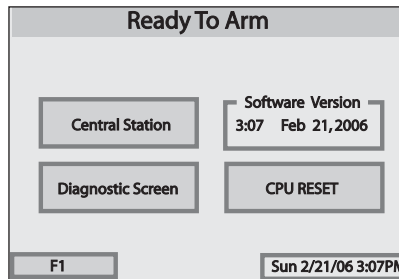 Ready To Arm
Central Station
Software Version
3:07 Feb 21, 2006
Diagnostic Screen
CPU RESET
F1
Sun 2/21/06 3:07PM